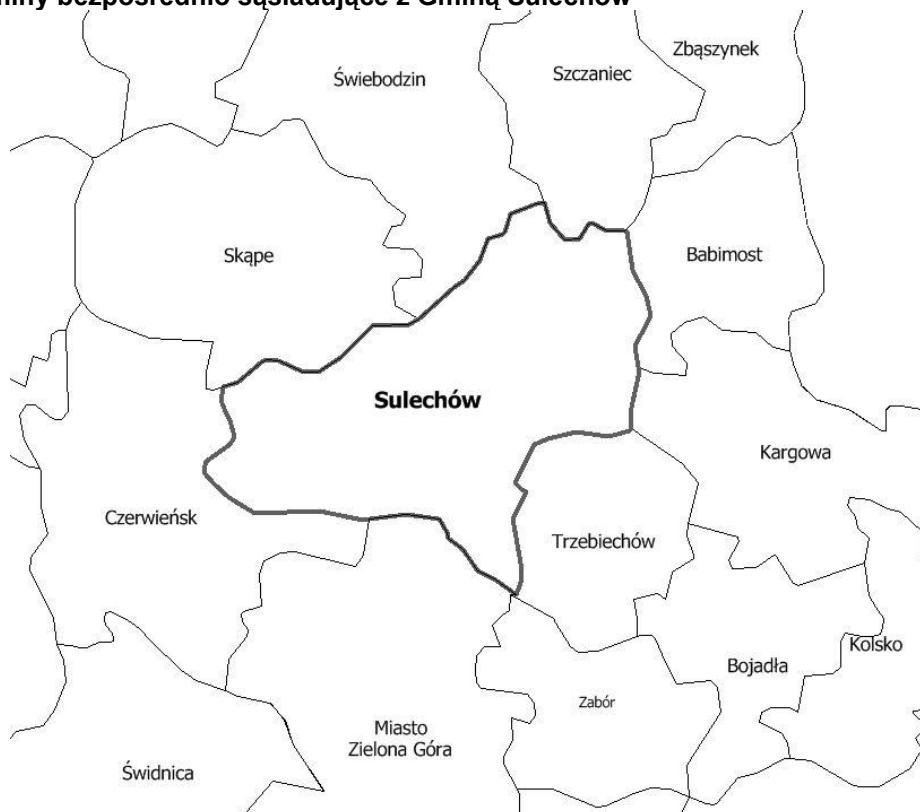 miny bezpośrednio sąsiadujące z Gminą Sulechów
Zbąszynek
Świebodzin
Szczaniec
Skąpe
Babimost
Sulechów
Kargowa
Czerwieńsk
Trzebiechów
Kolsko
Bojadła
Zabór
Miasto
Zielona Góra
Świdnica